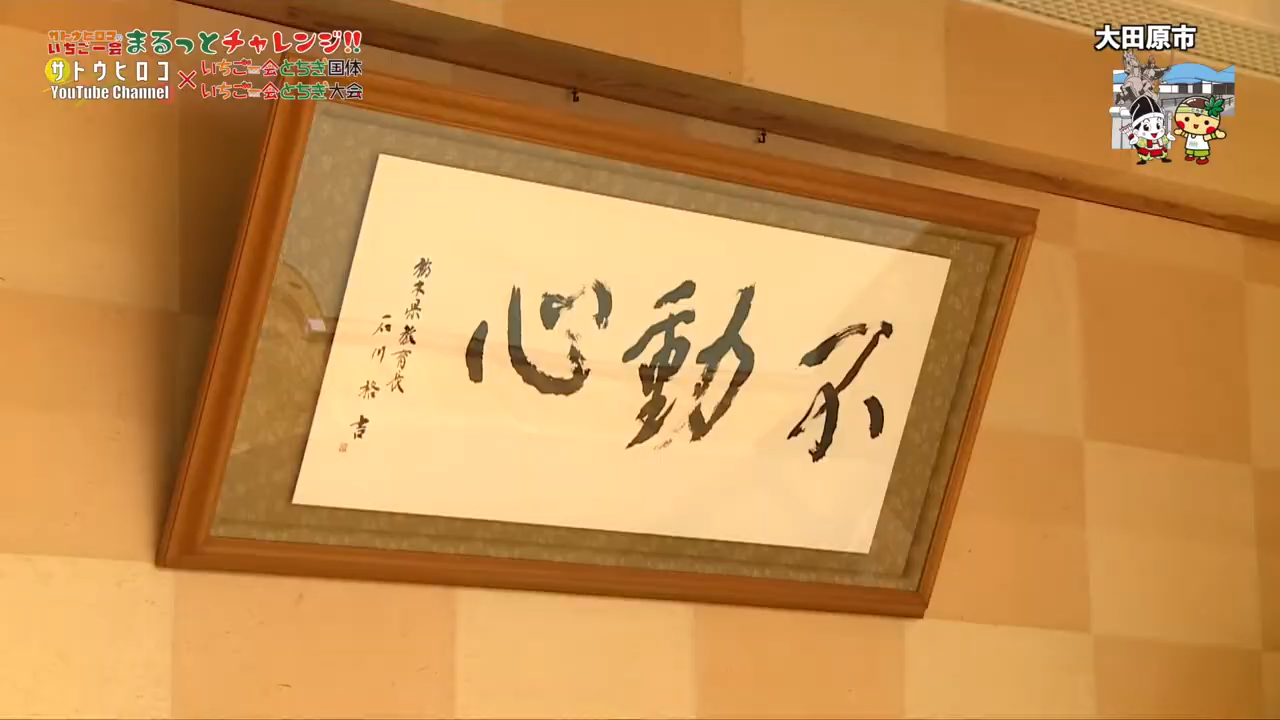 サトウヒロコの
いちご一会
まるっとチャレンジ!!
サトウヒロコ
YouTube Channel
×
いちご一会とちぎ国体
いちご一会とちぎ大会
大田原市
不動心
栃木県教育長
石川格吉